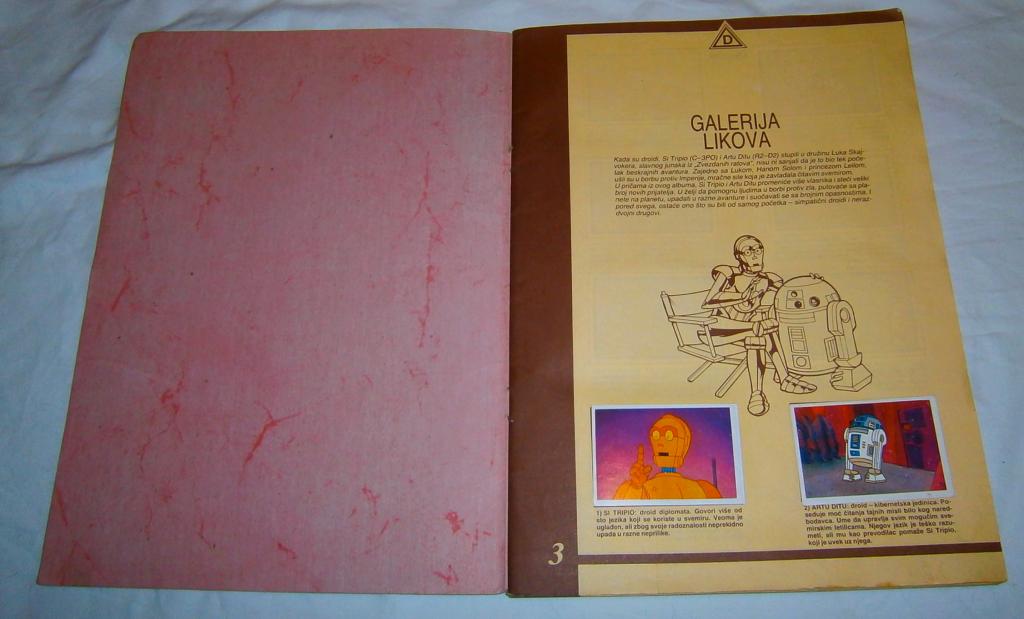 D
GALERIJA
LIKOVA
Kada su droidi, Si Tripio (C–3PO) i Artu Ditu (R2–D2) stupili u družinu Luka Skaj-
vokera, slavnog junaka iz „Zvezdanih ratova“, nisu ni sanjali da je to bio tek poče-
tak beskrajnih avantura. Zajedno sa Lukom, Hanom Solom i princezom Leilom,
ušli su u borbu protiv Imperije, mračne sile koja je zavladala čitavim svemirom.
U pričama iz ovog albuma, Si Tripio i Artu Ditu promeniće više vlasnika i steći veliki
broj novih prijatelja. U želji da pomognu ljudima u borbi protiv zla, putovaće sa pla-
nete na planetu, upadati u razne avanture i suočavati se sa brojnim opasnostima. I
pored svega, ostaće ono što su bili od samog početka – simpatični droidi i neraz-
dvojni drugovi.
1) SI TRIPIO: droid diplomata. Govori više od
sto jezika koji se koriste u svemiru. Veoma je
uglađen, ali zbog svoje radoznalosti neprekidno
upada u razne neprilike.
2) ARTU DITU: droid – kibernetska jedinica. Po-
seduje moć čitanja tajnih misli bilo kog nared-
bodavca. Ume da upravlja svim mogućim sve-
mirskim letilicama. Njegov jezik je teško razu-
meti, ali mu kao prevodilac pomaže Si Tripio,
koji je uvek uz njega.
3